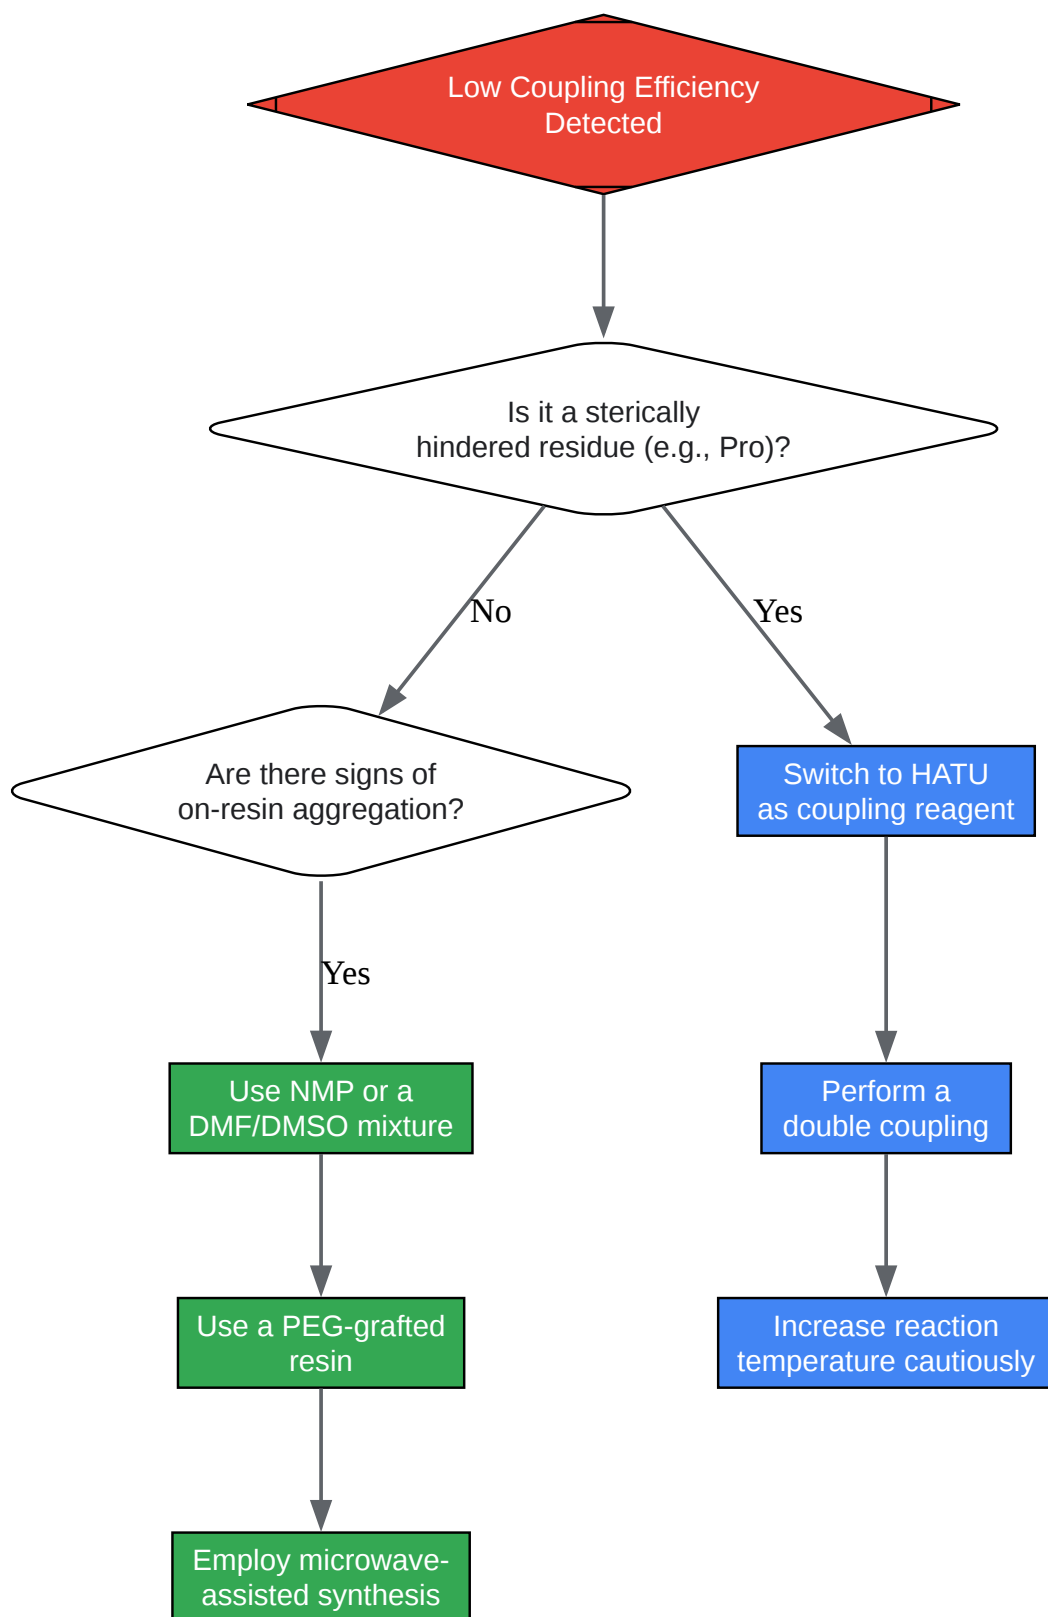 Low Coupling Efficiency
Detected
Is it a sterically
hindered residue (e.g., Pro)?
No
Yes
Are there signs of
on-resin aggregation?
Switch to HATU
as coupling reagent
Yes
Use NMP or a
DMF/DMSO mixture
Perform a
double coupling
Use a PEG-grafted
resin
Increase reaction
temperature cautiously
Employ microwave-
assisted synthesis